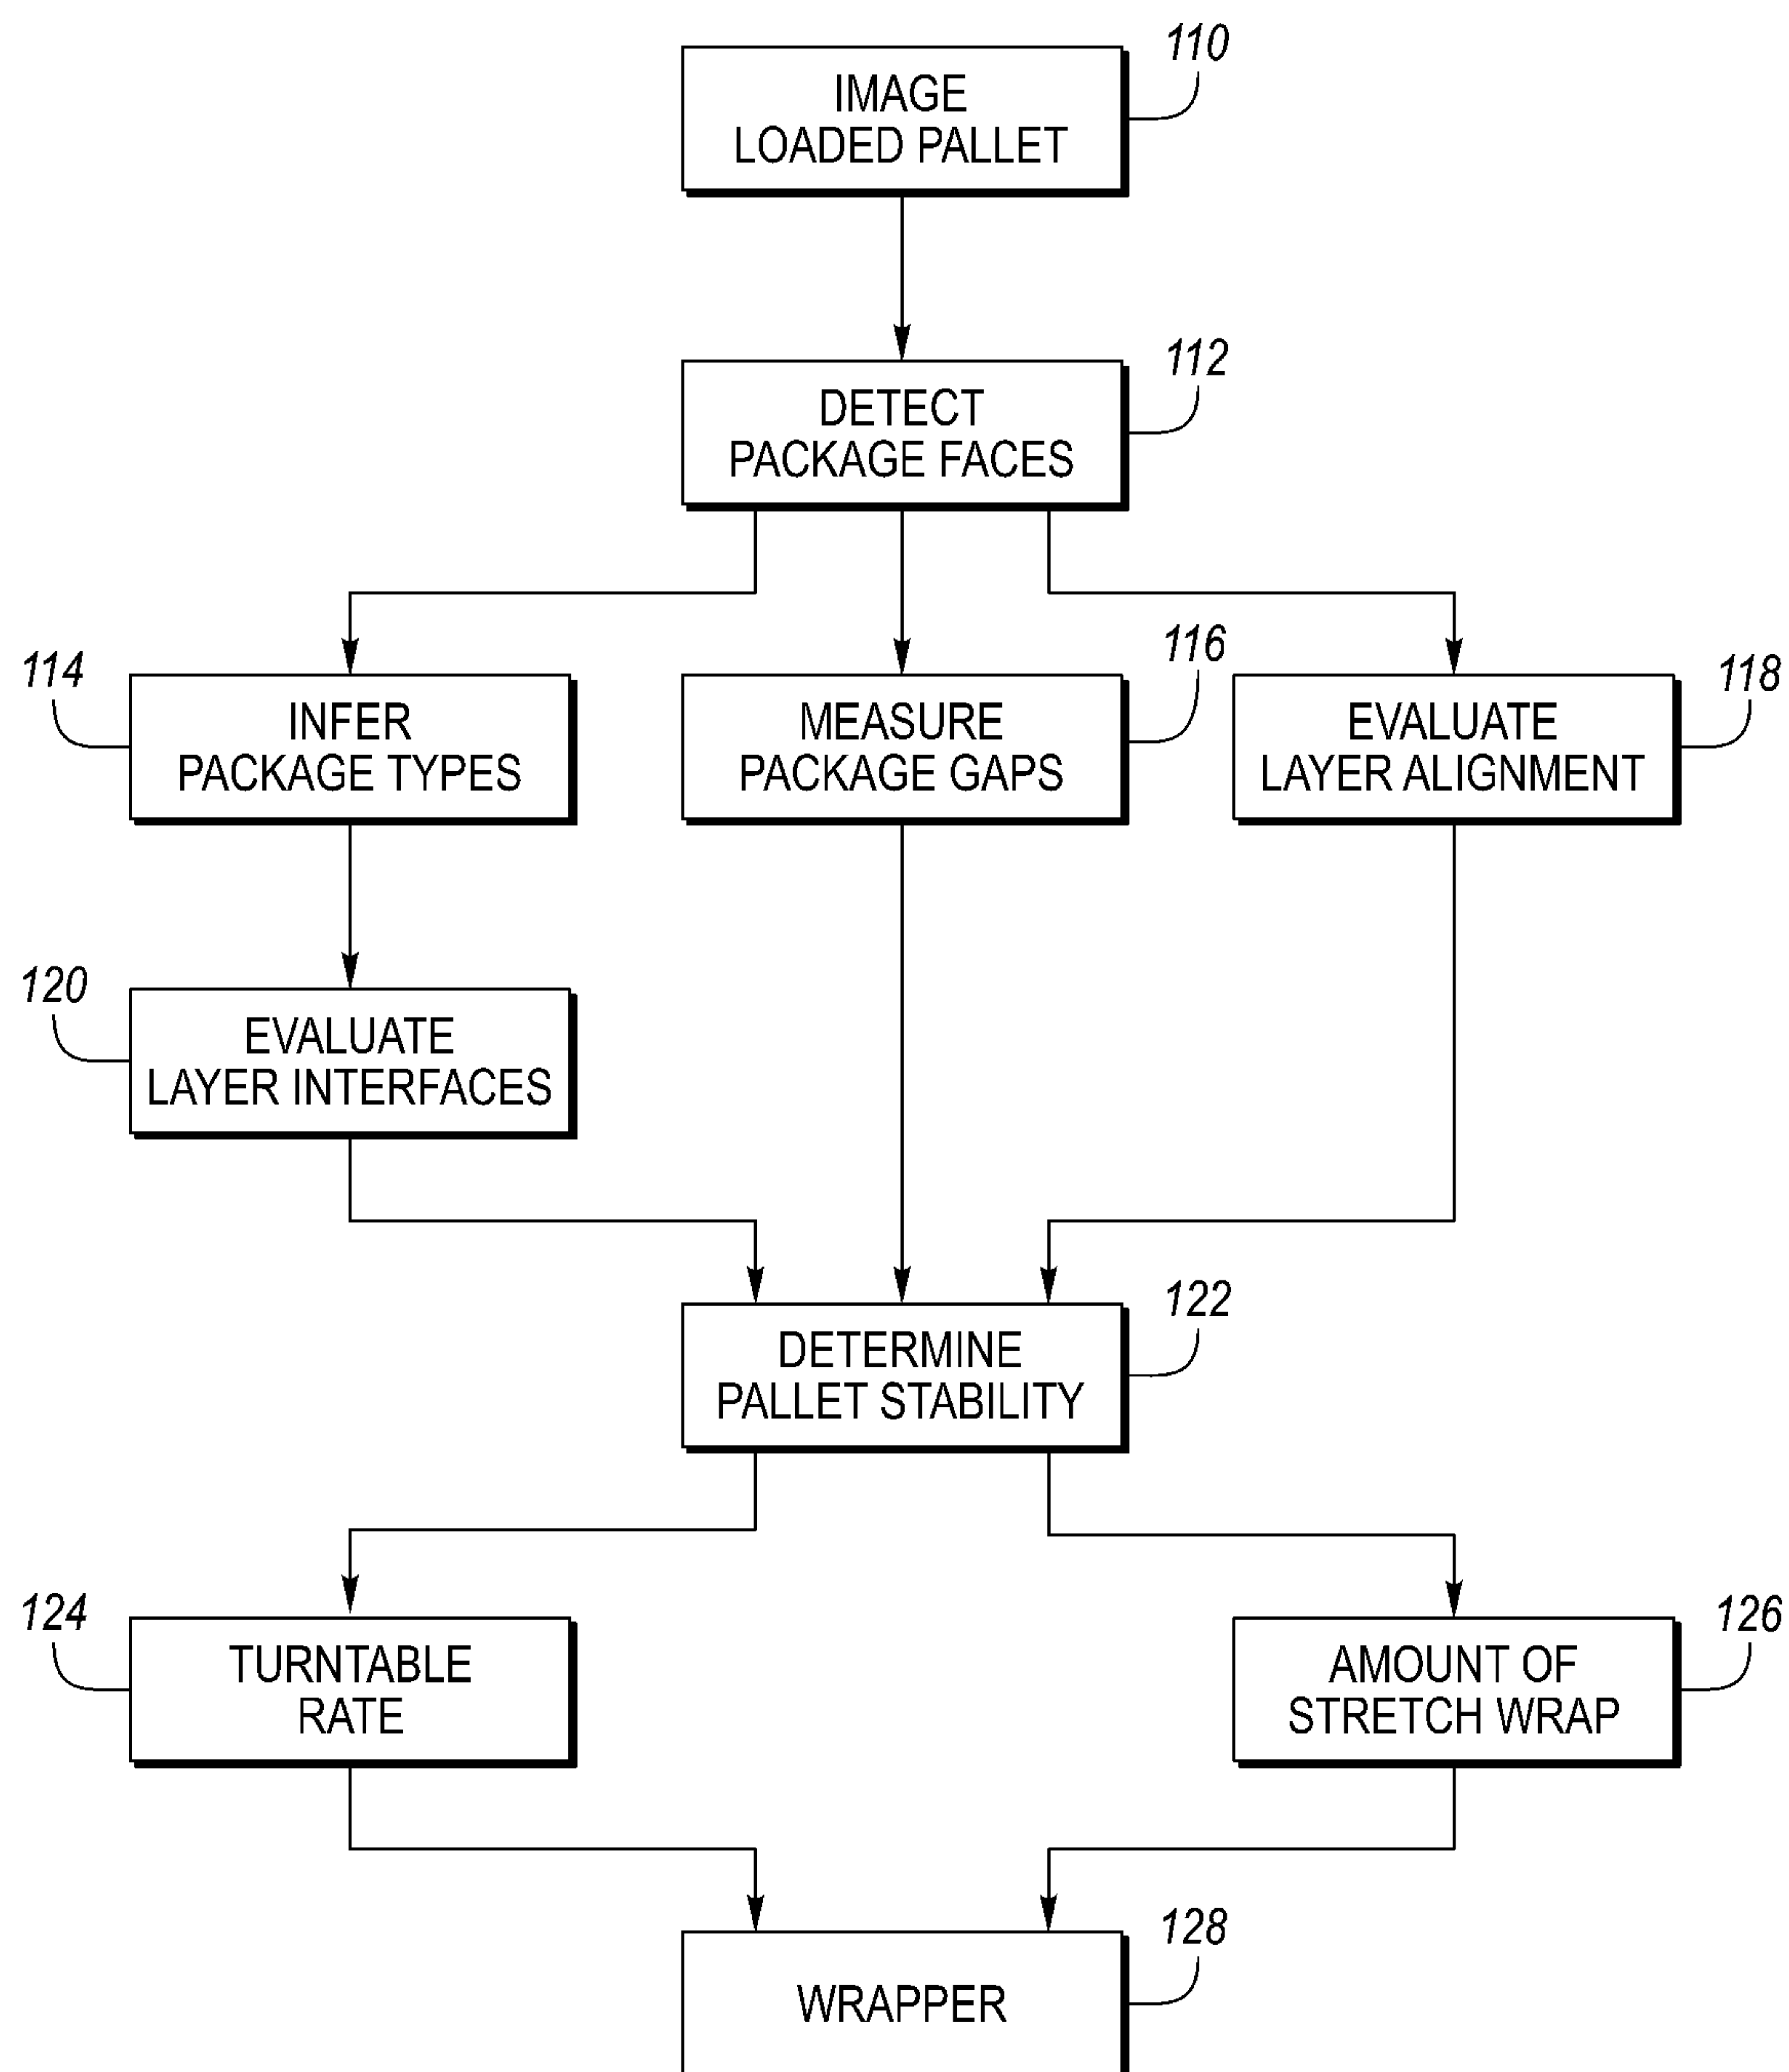 110
IMAGE
LOADED PALLET
112
DETECT
PACKAGE FACES
114
INFER
PACKAGE TYPES
116
MEASURE
PACKAGE GAPS
118
EVALUATE
LAYER ALIGNMENT
120
EVALUATE
LAYER INTERFACES
122
DETERMINE
PALLET STABILITY
124
TURNTABLE
RATE
126
AMOUNT OF
STRETCH WRAP
128
WRAPPER